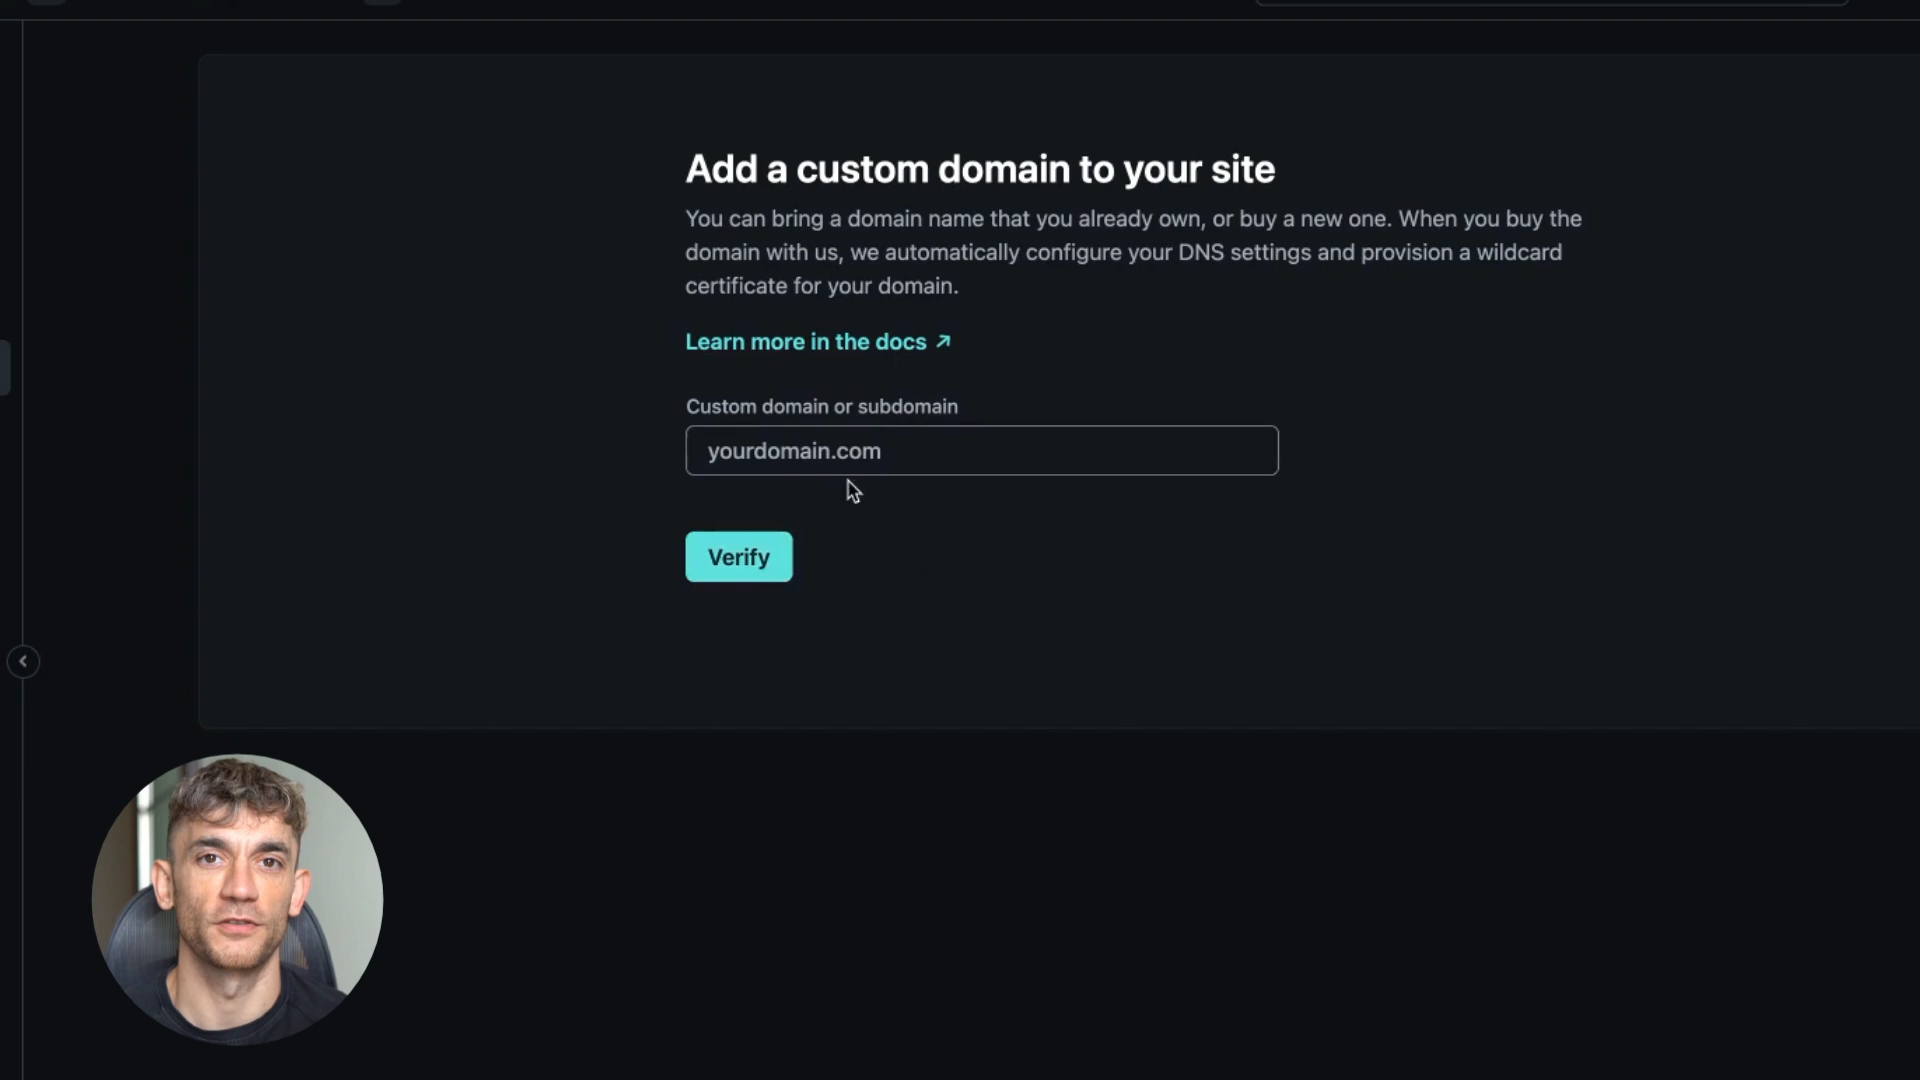 Add a custom domain to your site
You can bring a domain name that you already own, or buy a new one. When you buy the
domain with us, we automatically configure your DNS settings and provision a wildcard
certificate for your domain.
Learn more in the docs ↗
Custom domain or subdomain
yourdomain.com
Verify